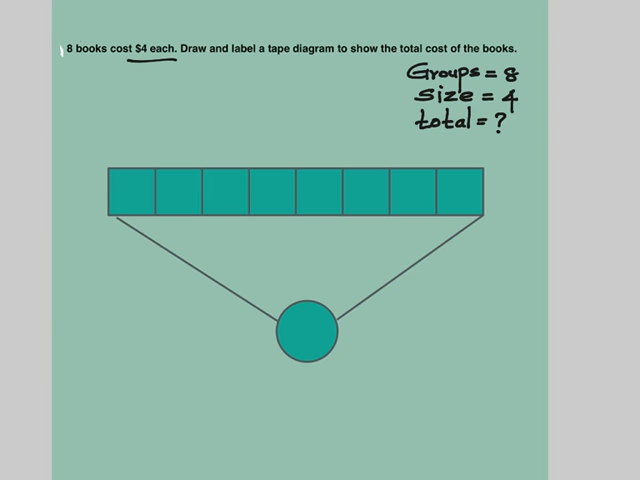 8 books cost $4 each. Draw and label a tape diagram to show the total cost of the books.
Groups = 8
Size = 4
total = ?